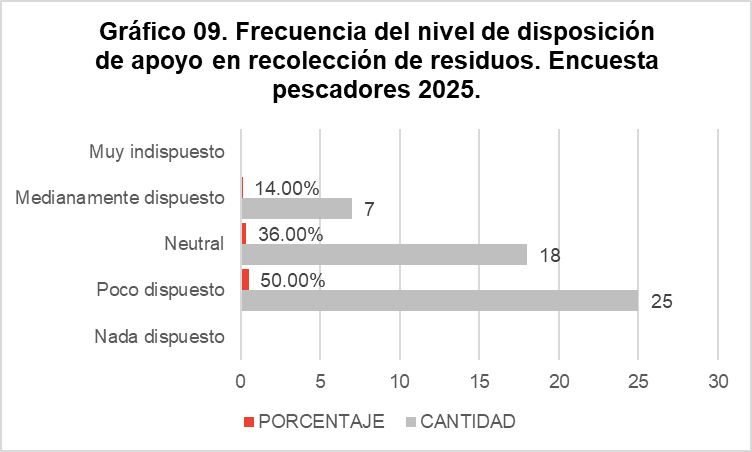 Gráfico 09. Frecuencia del nivel de disposición
de apoyo en recolección de residuos. Encuesta
pescadores 2025.
Muy indispuesto
Medianamente dispuesto
14.00%
7
Neutral
36.00%
18
Poco dispuesto
50.00%
25
Nada dispuesto
0 5 10 15 20 25 30
PORCENTAJE CANTIDAD